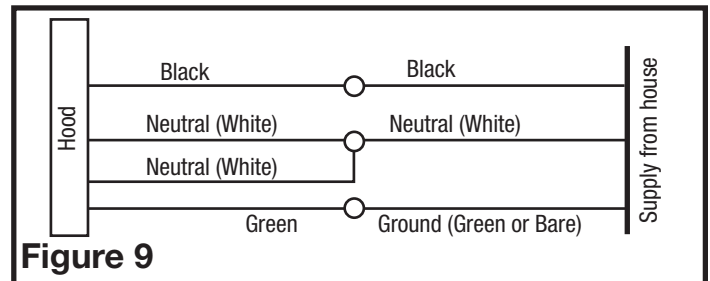 Black
Black
Hood
Neutral (White)
Neutral (White)
Neutral (White)
Green
Ground (Green or Bare)
Supply from house
Figure 9